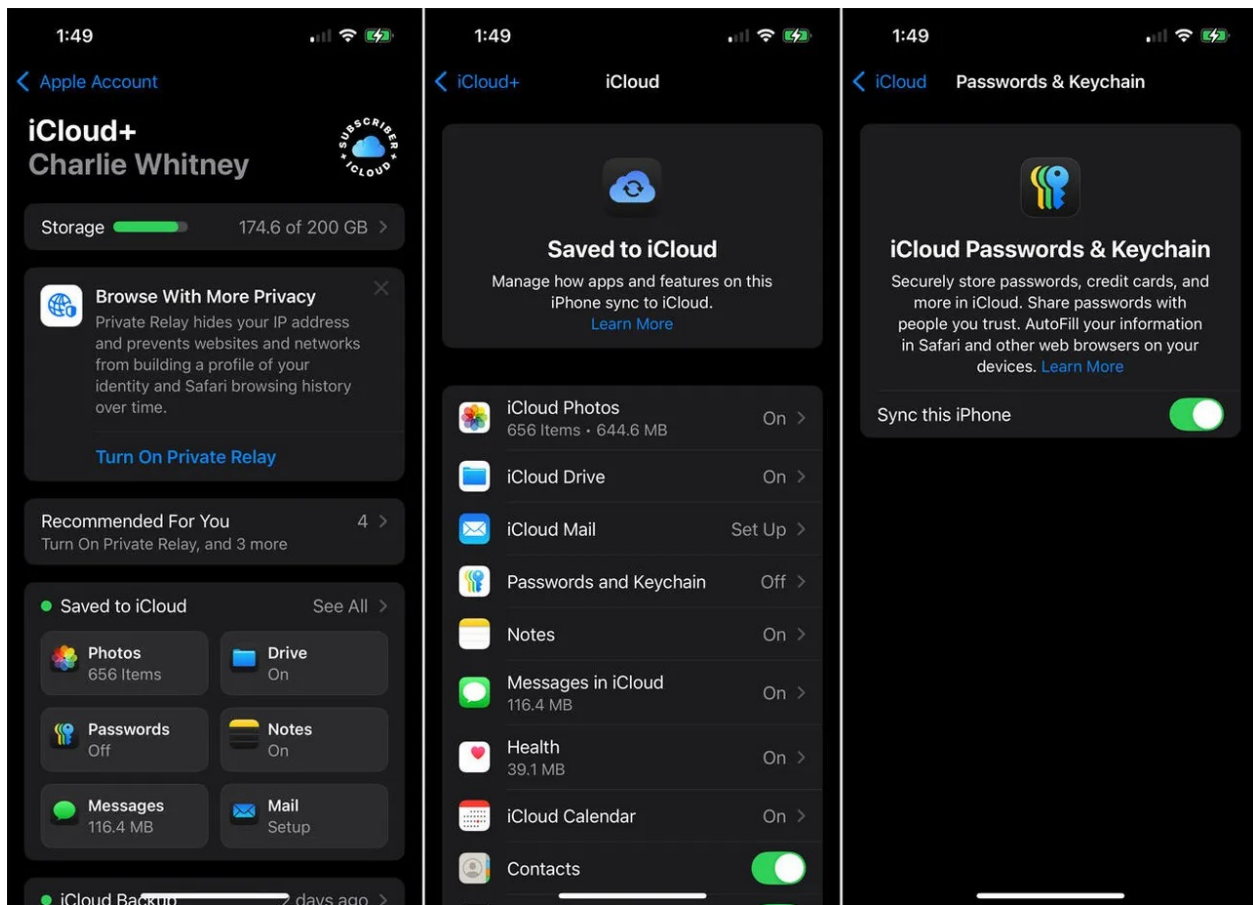 1:49
Apple Account
iCloud+
Charlie Whitney
SUBSCRIBER + ICLOUD +
Storage 174.6 of 200 GB
Browse With More Privacy
Private Relay hides your IP address
and prevents websites and networks
from building a profile of your
identity and Safari browsing history
over time.
Turn On Private Relay
Recommended For You 4
Turn On Private Relay, and 3 more
Saved to iCloud See All
Photos
656 Items
Drive
On
Passwords
Off
Notes
On
Messages
116.4 MB
Mail
Setup
iCloud Backup 2 days ago
1:49
iCloud+ iCloud
Saved to iCloud
Manage how apps and features on this
iPhone sync to iCloud.
Learn More
iCloud Photos
656 Items • 644.6 MB
On
iCloud Drive On
iCloud Mail Set Up
Passwords and Keychain Off
Notes On
Messages in iCloud
116.4 MB
On
Health
39.1 MB
On
iCloud Calendar On
Contacts
1:49
iCloud Passwords & Keychain
iCloud Passwords & Keychain
Securely store passwords, credit cards, and
more in iCloud. Share passwords with
people you trust. AutoFill your information
in Safari and other web browsers on your
devices. Learn More
Sync this iPhone